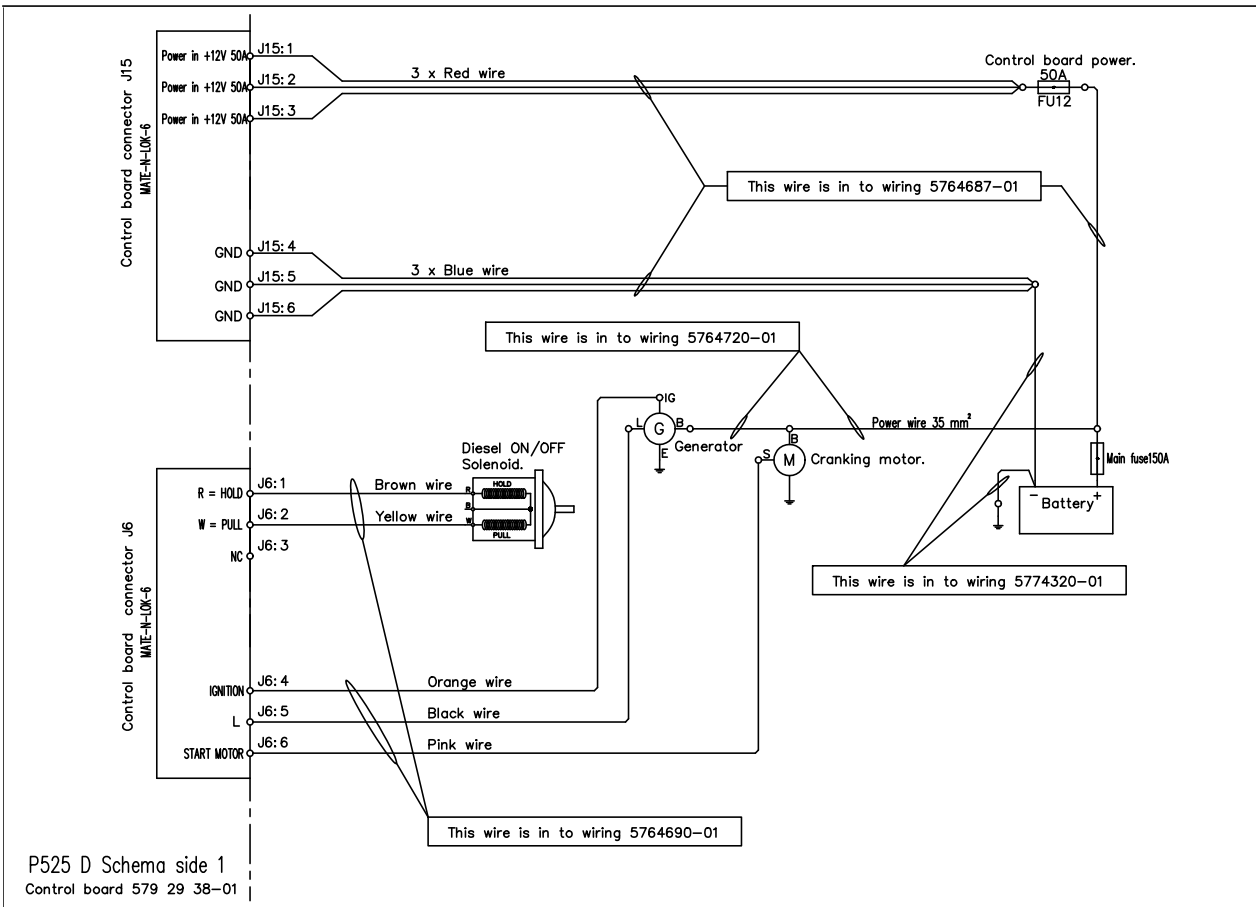 Control board connector J15
MATE-N-LOK-6
Power in +12V 50A
J15:1
Power in +12V 50A
J15:2
Power in +12V 50A
J15:3
3 x Red wire
Control board power.
50A
FU12
This wire is in to wiring 5764687-01
GND
J15:4
GND
J15:5
GND
J15:6
3 x Blue wire
This wire is in to wiring 5764720-01
IG
L
G
B
E
Generator
Power wire 35 mm²
B
S
M
Cranking motor.
Main fuse150A
- Battery +
This wire is in to wiring 5774320-01
Diesel ON/OFF
Solenoid.
R
HOLD
B
W
PULL
Control board connector J6
MATE-N-LOK-6
R = HOLD
J6:1
Brown wire
W = PULL
J6:2
Yellow wire
NC
J6:3
IGNITION
J6:4
Orange wire
L
J6:5
Black wire
START MOTOR
J6:6
Pink wire
This wire is in to wiring 5764690-01
P525 D Schema side 1
Control board 579 29 38-01